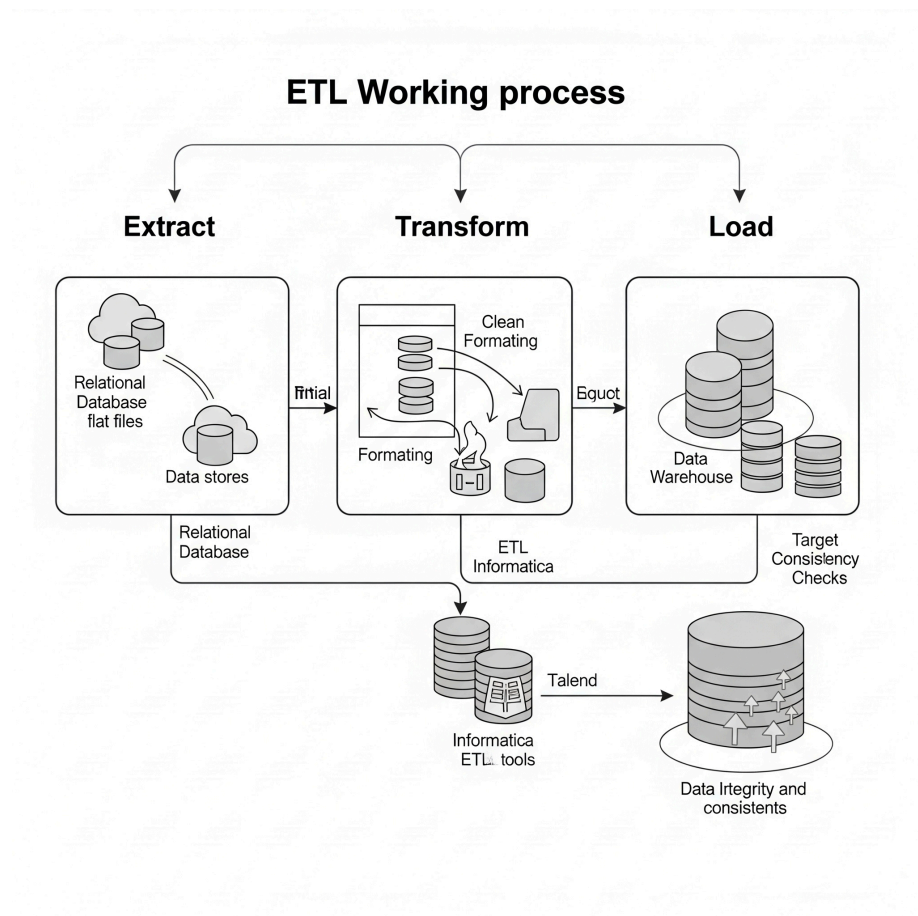 ETL Working process
Extract
Transform
Load
Relational
Database
flat files
Data stores
Clean
Formating
Formating
Data
Warehouse
Relational
Database
ETL
Informatica
Target
Consistency
Checks
Talend
Informatica
ETL tools
Data Integrity and
consistents